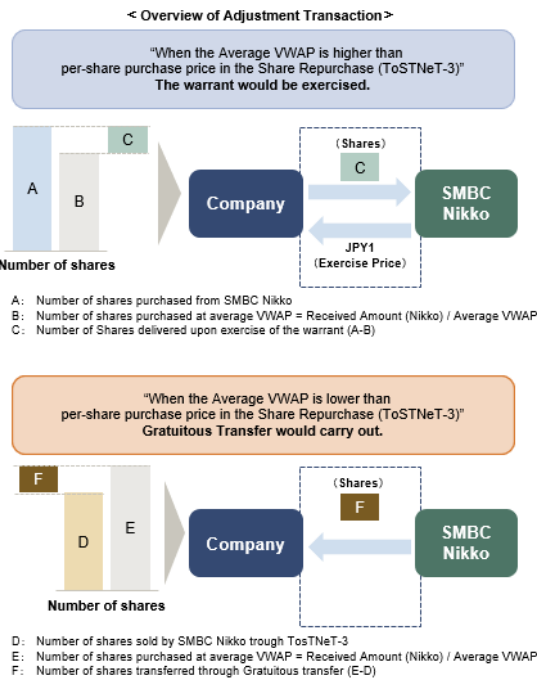 < Overview of Adjustment Transaction>
“When the Average VWAP is higher than
per-share purchase price in the Share Repurchase (ToSTNeT-3)”
The warrant would be exercised.
C
A
B
Number of shares
Company
(Shares)
C
JPY1
(Exercise Price)
SMBC
Nikko
A: Number of shares purchased from SMBC Nikko
B: Number of shares purchased at average VWAP = Received Amount (Nikko) / Average VWAP
C: Number of Shares delivered upon exercise of the warrant (A-B)
“When the Average VWAP is lower than
per-share purchase price in the Share Repurchase (ToSTNeT-3)”
Gratuitous Transfer would carry out.
F
D
E
Number of shares
Company
(Shares)
F
SMBC
Nikko
D: Number of shares sold by SMBC Nikko trough TosTNeT-3
E: Number of shares purchased at average VWAP = Received Amount (Nikko) / Average VWAP
F: Number of shares transferred through Gratuitous transfer (E-D)